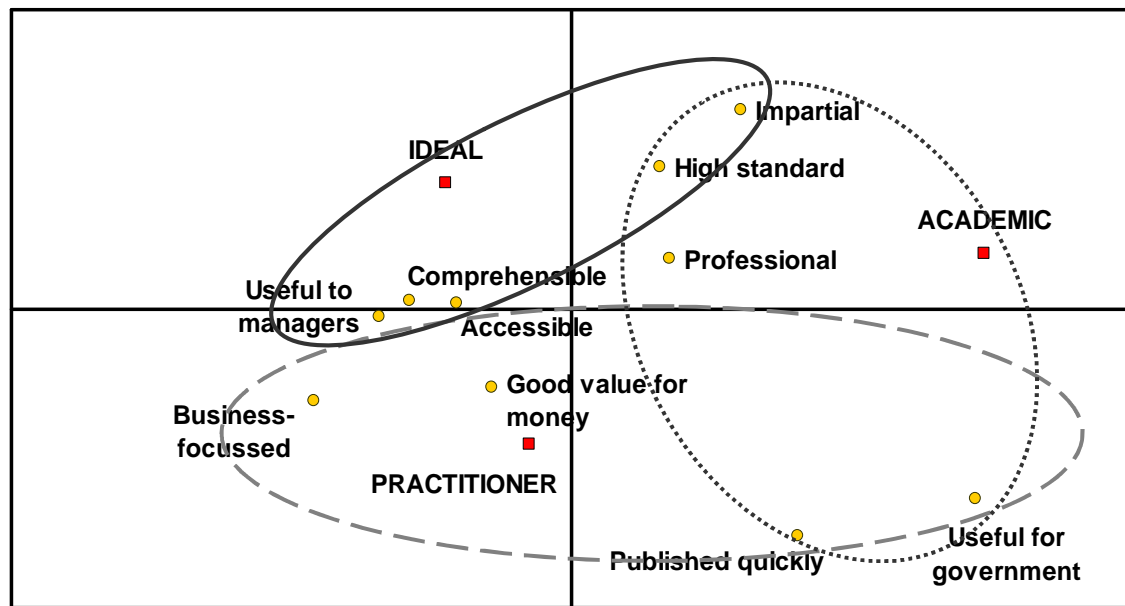 Impartial
IDEAL
High standard
ACADEMIC
Professional
Comprehensible
Useful to
managers
Accessible
Good value for
money
Business-
focussed
PRACTITIONER
Published quickly
Useful for
government